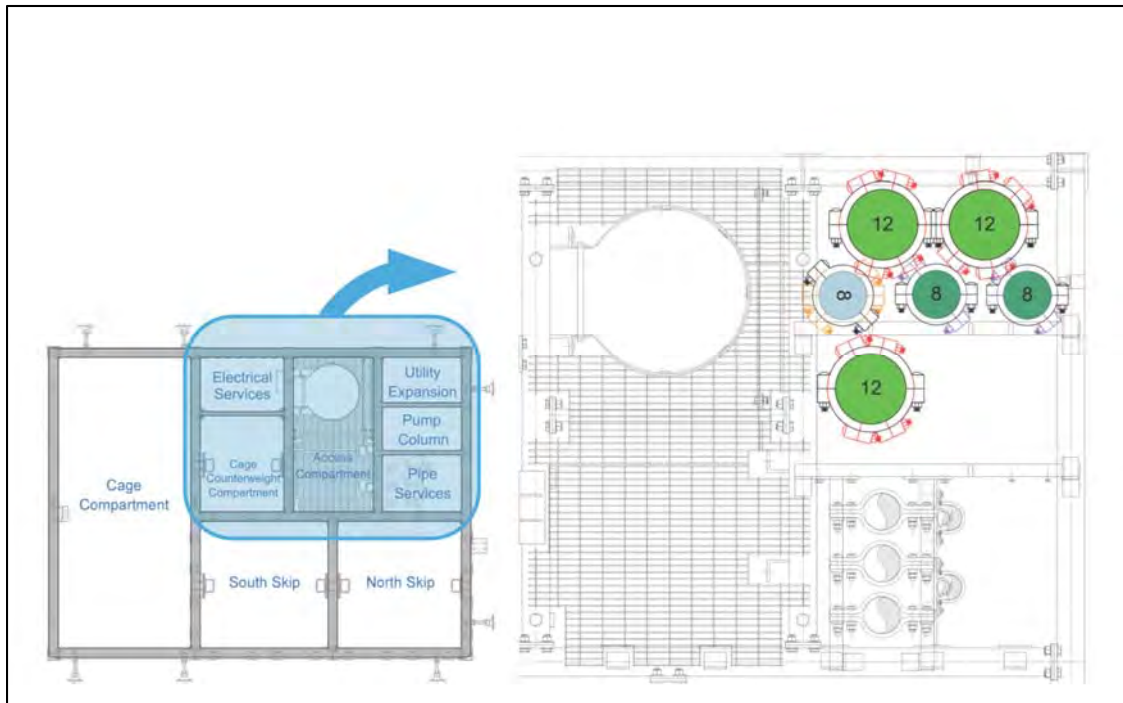 Electrical
Services
Utility
Expansion
Pump
Column
Cage
Counterweight
Compartment
Access
Compartment
Pipe
Services
Cage
Compartment
South Skip
North Skip
12
12
8
8
8
12